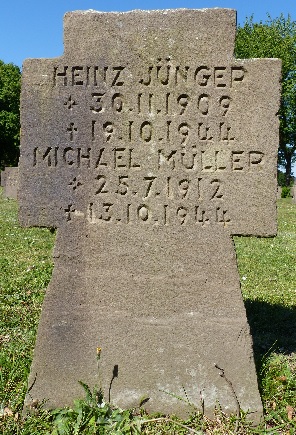 HEINZ JÜNGER
* 30.11.1909
† 19.10.1944
MICHAEL MÜLLER
* 25.7.1912
† 13.10.1944